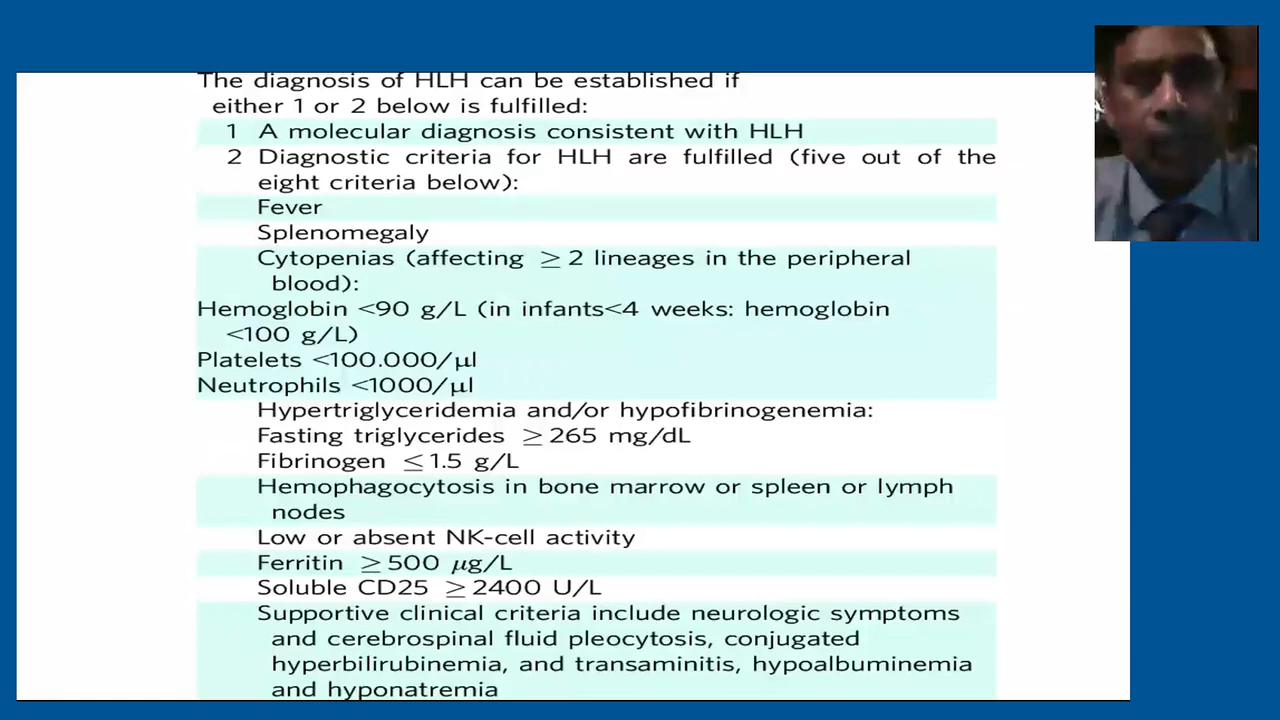 The diagnosis of HLH can be established if
either 1 or 2 below is fulfilled:
1 A molecular diagnosis consistent with HLH
2 Diagnostic criteria for HLH are fulfilled (five out of the
eight criteria below):
Fever
Splenomegaly
Cytopenias (affecting ≥ 2 lineages in the peripheral
blood):
Hemoglobin <90 g/L (in infants<4 weeks: hemoglobin
<100 g/L)
Platelets <100.000/µl
Neutrophils <1000/µl
Hypertriglyceridemia and/or hypofibrinogenemia:
Fasting triglycerides ≥ 265 mg/dL
Fibrinogen ≤ 1.5 g/L
Hemophagocytosis in bone marrow or spleen or lymph
nodes
Low or absent NK-cell activity
Ferritin ≥ 500 µg/L
Soluble CD25 ≥ 2400 U/L
Supportive clinical criteria include neurologic symptoms
and cerebrospinal fluid pleocytosis, conjugated
hyperbilirubinemia, and transaminitis, hypoalbuminemia
and hyponatremia